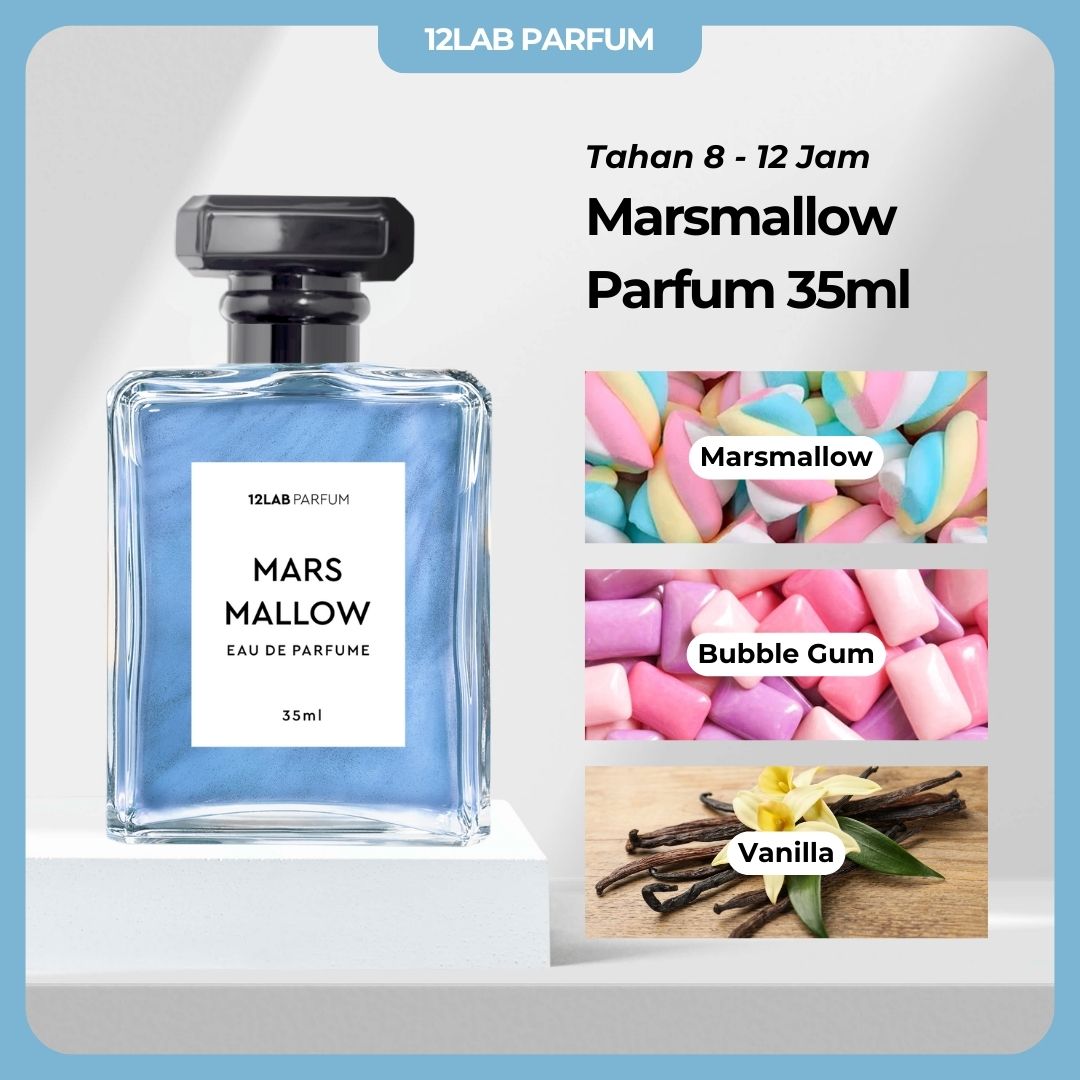 12LAB PARFUM
Tahan 8 - 12 Jam
Marsmallow
Parfum 35ml
12LAB PARFUM
MARS
MALLOW
EAU DE PARFUME
35ml
Marsmallow
Bubble Gum
Vanilla